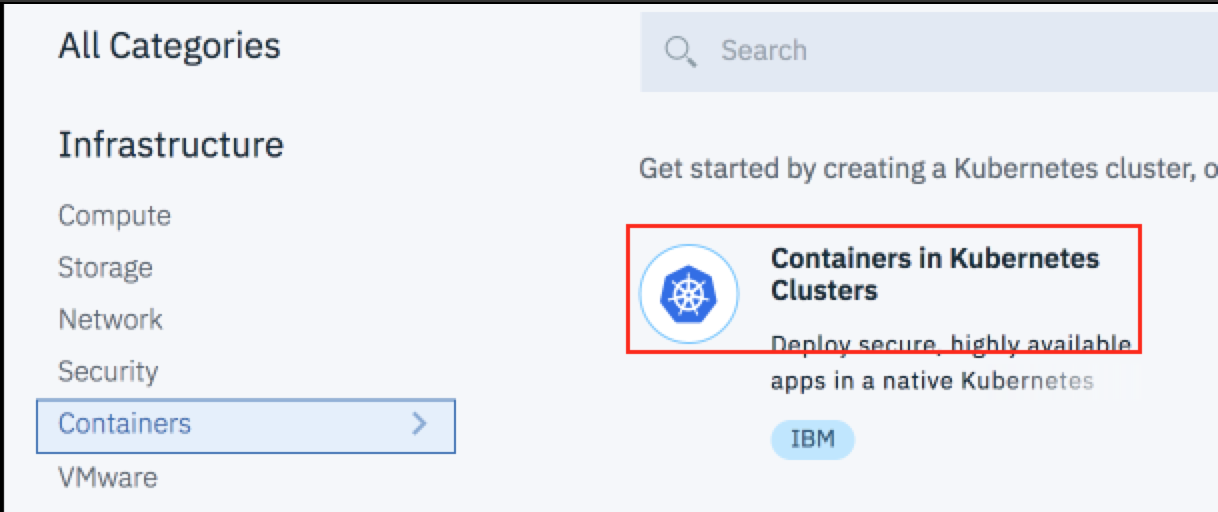 All Categories
Infrastructure
Compute
Storage
Network
Security
Containers
VMware
Search
Get started by creating a Kubernetes cluster, o
Containers in Kubernetes
Clusters
Deploy secure, highly available
apps in a native Kubernetes
IBM